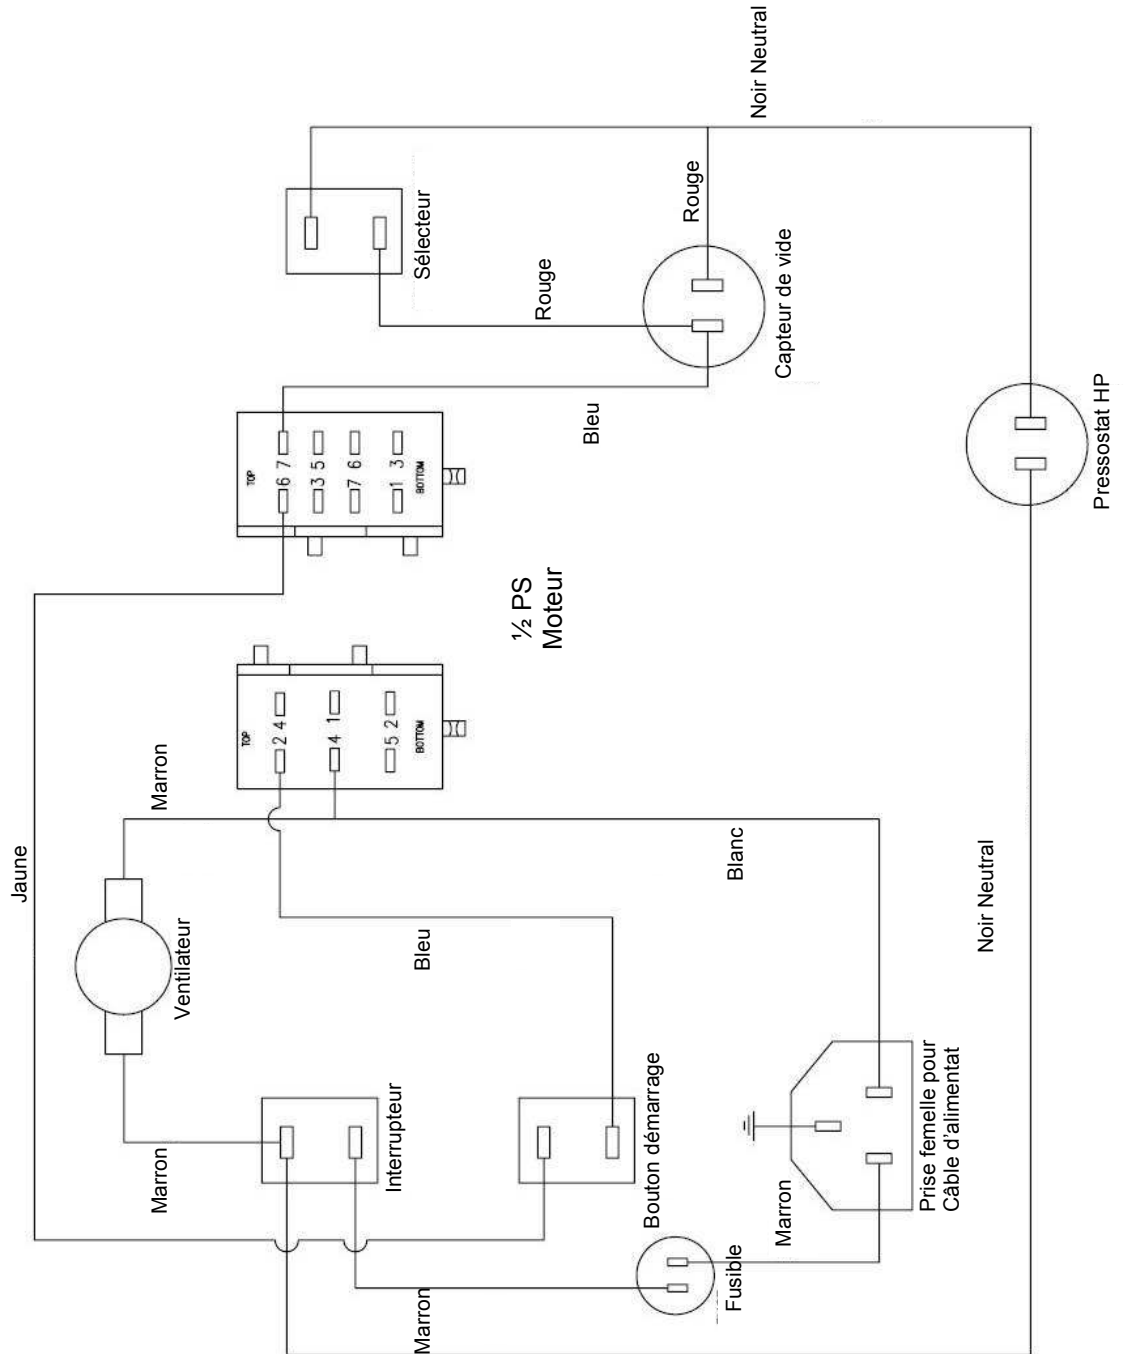 Noir Neutral
Sélecteur
Rouge
Rouge
Capteur de vide
Bleu
TOP
6 7
3 5
7 6
1 3
BOTTOM
Pressostat HP
½ PS
Moteur
TOP
2 4
4 1
5 2
BOTTOM
Marron
Jaune
Ventilateur
Blanc
Bleu
Noir Neutral
Marron
Interrupteur
Bouton démarrage
Prise femelle pour
Câble d'alimentat
Marron
Fusible
Marron